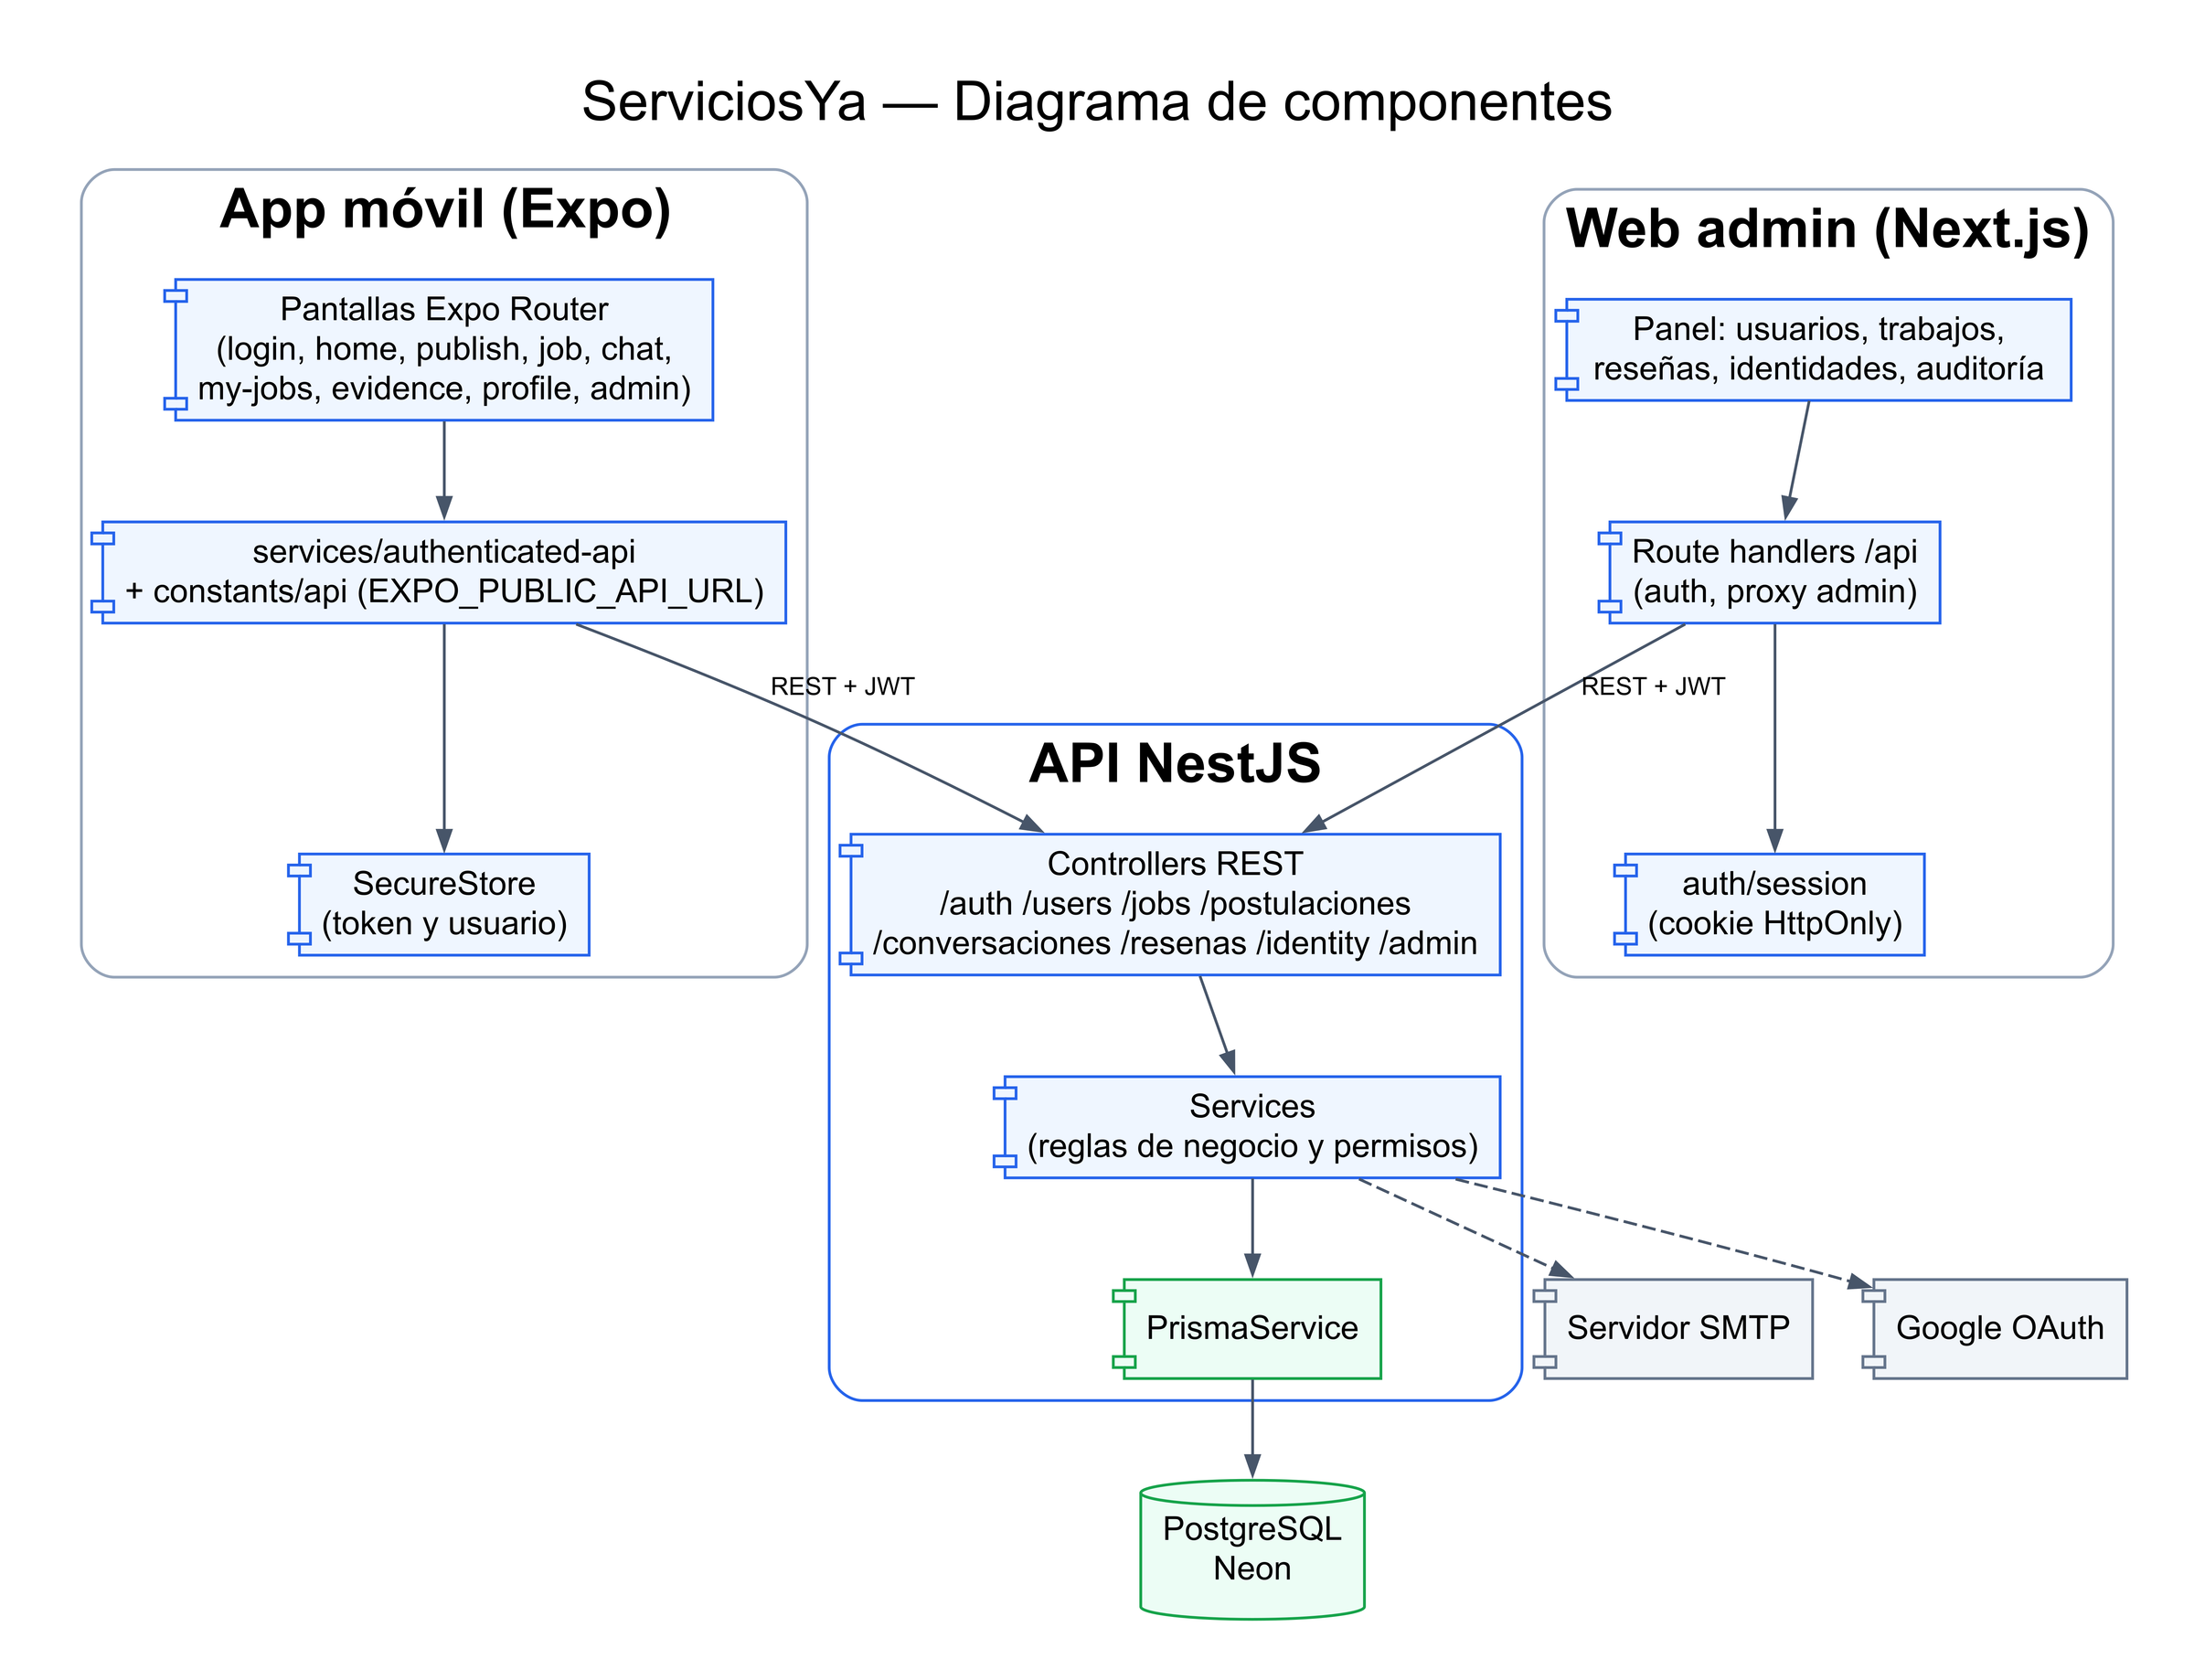 ServiciosYa — Diagrama de componentes
App móvil (Expo)
Pantallas Expo Router
(login, home, publish, job, chat,
my-jobs, evidence, profile, admin)
services/authenticated-api
+ constants/api (EXPO_PUBLIC_API_URL)
REST + JWT
SecureStore
(token y usuario)
Web admin (Next.js)
Panel: usuarios, trabajos,
reseñas, identidades, auditoría
Route handlers /api
(auth, proxy admin)
REST + JWT
auth/session
(cookie HttpOnly)
API NestJS
Controllers REST
/auth /users /jobs /postulaciones
/conversaciones /resenas /identity /admin
Services
(reglas de negocio y permisos)
PrismaService
Servidor SMTP
Google OAuth
PostgreSQL
Neon